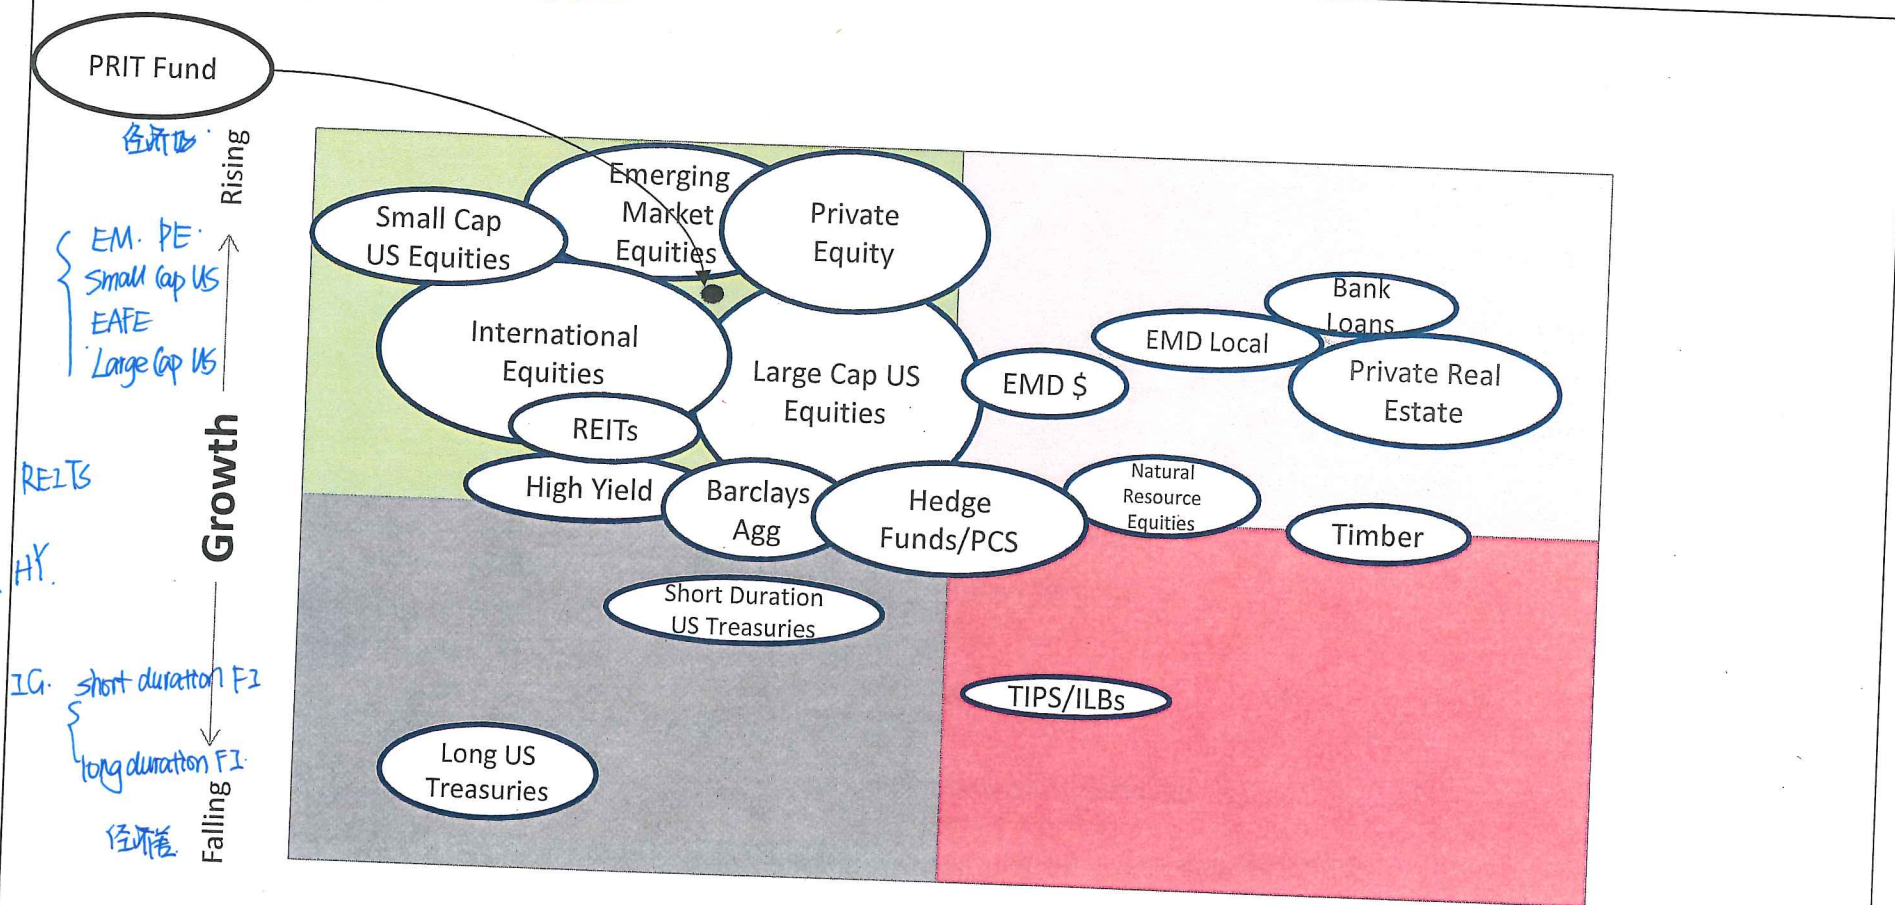 PRIT Fund
经济好
Rising
EM. PE.
Small Cap US
EAFE
Large Cap US
Growth
REITS
HY.
IG. short duration FI
long duration FI.
Falling
经济差
Emerging
Market
Equities
Private
Equity
Small Cap
US Equities
Bank
Loans
EMD Local
International
Equities
Large Cap US
Equities
EMD $
Private Real
Estate
REITs
High Yield
Barclays
Agg
Hedge
Funds/PCS
Natural
Resource
Equities
Timber
Short Duration
US Treasuries
TIPS/ILBs
Long US
Treasuries